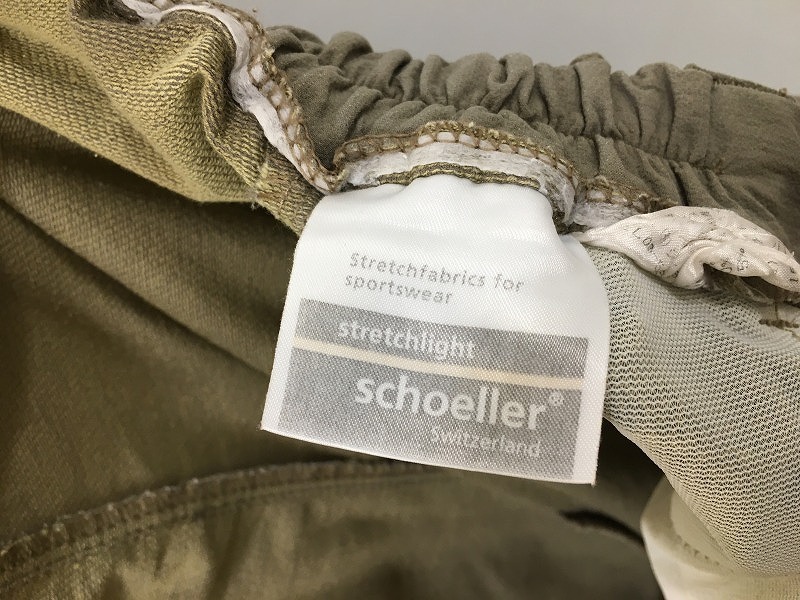 Stretchfabrics for
sportswear
stretchlight
schoeller®
Switzerland